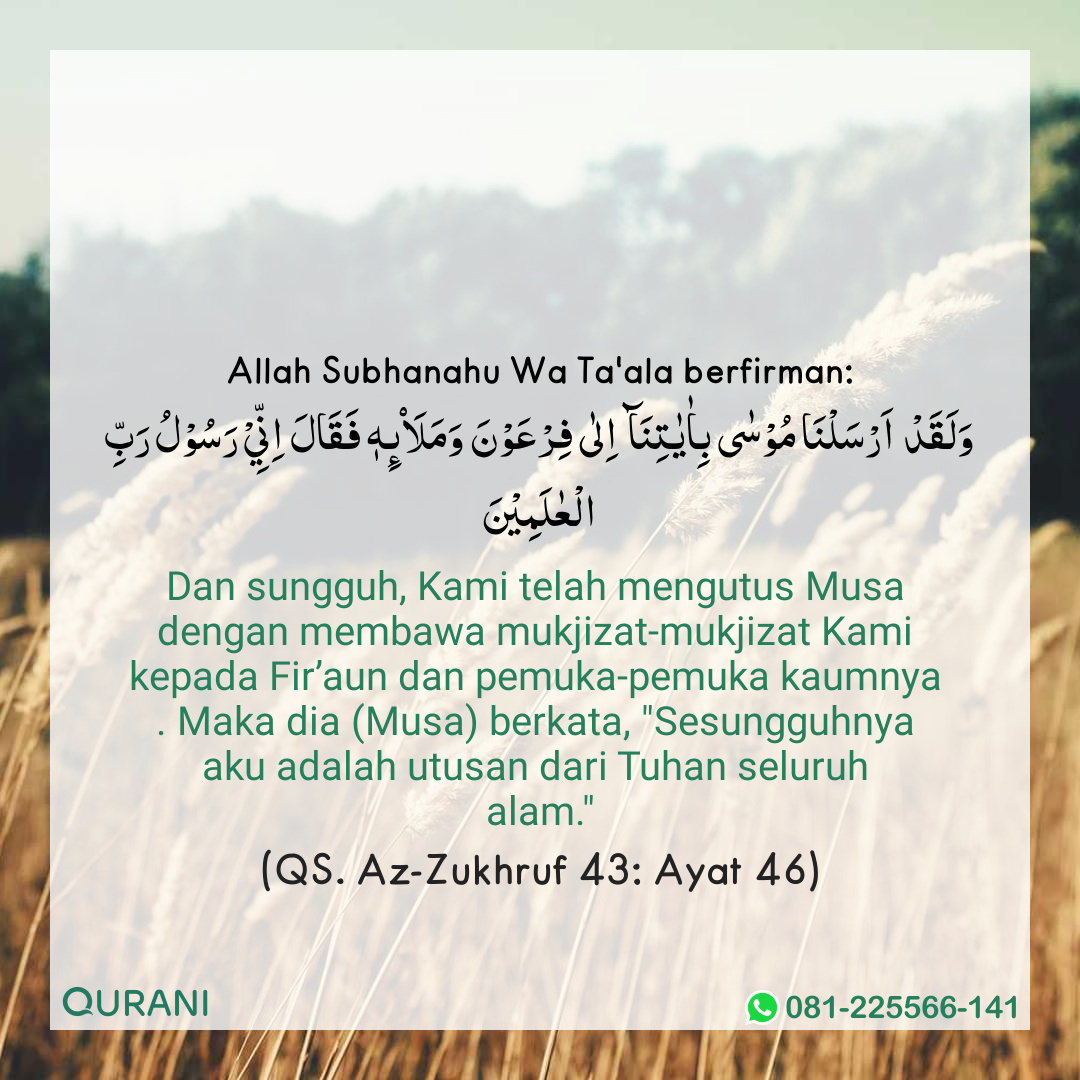 Allah Subhanahu Wa Ta'ala berfirman:
وَلَقَدْ اَرْسَلْنَا مُوْسٰى بِاٰيٰتِنَآ اِلٰى فِرْعَوْنَ وَمَلَا۟ىِٕهٖ فَقَالَ اِنِّيْ رَسُوْلُ رَبِّ
الْعٰلَمِيْنَ
Dan sungguh, Kami telah mengutus Musa
dengan membawa mukjizat-mukjizat Kami
kepada Fir’aun dan pemuka-pemuka kaumnya
. Maka dia (Musa) berkata, "Sesungguhnya
aku adalah utusan dari Tuhan seluruh
alam."
(QS. Az-Zukhruf 43: Ayat 46)
QURANI
081-225566-141